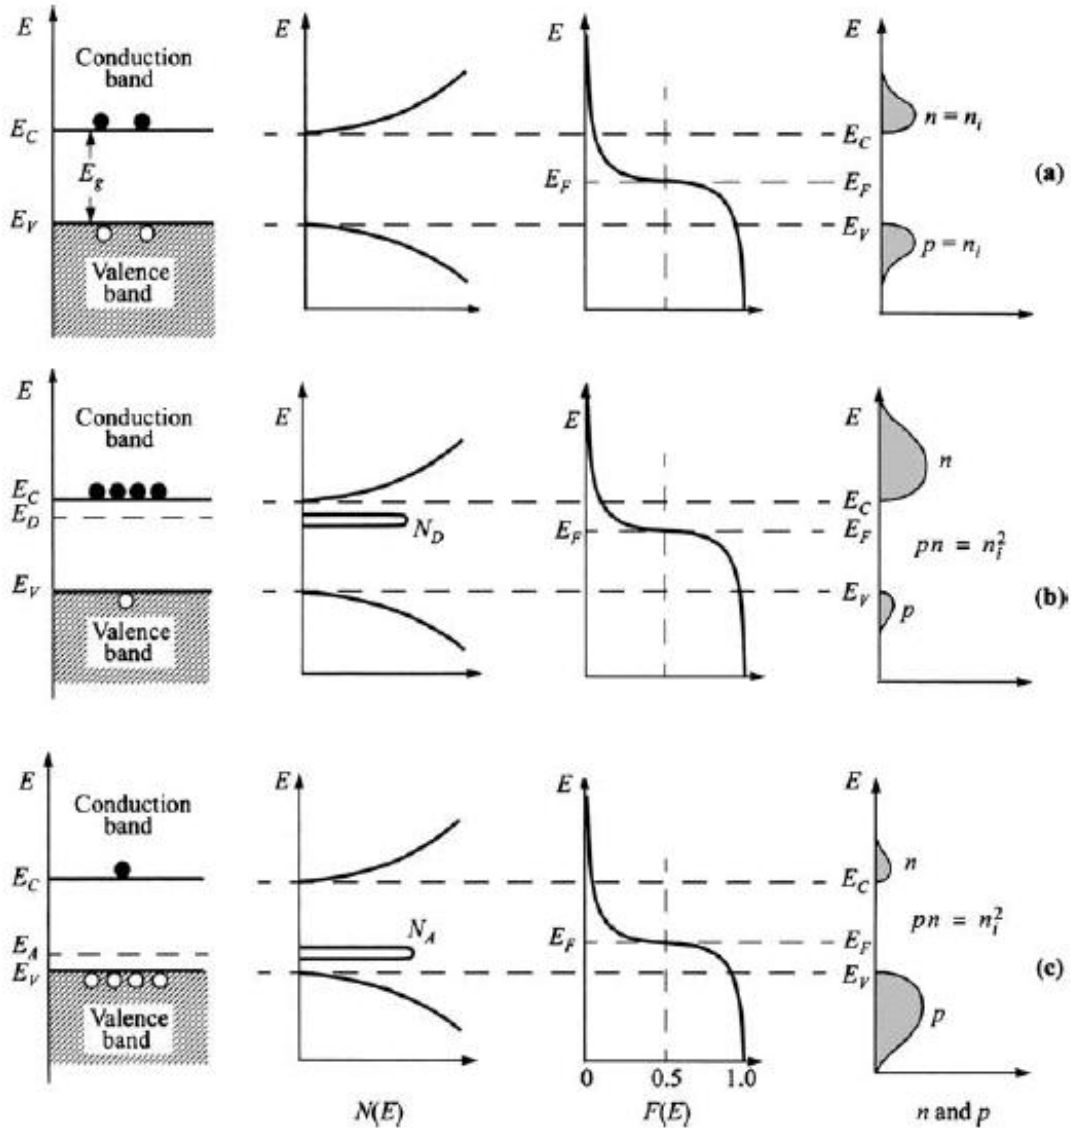 E
Conduction
band
E_C
E_g
E_V
Valence
band
E
E
E_F
E
n = n_i
E_C
E_F
E_V
p = n_i
(a)
E
Conduction
band
E_C
E_D
E_V
Valence
band
E
N_D
E
E_F
E
n
E_C
E_F
pn = n_i^2
E_V
p
(b)
E
Conduction
band
E_C
E_A
E_V
Valence
band
E
N_A
E
E_F
E
n
E_C
pn = n_i^2
E_F
E_V
p
(c)
0 0.5 1.0
N(E)
F(E)
n and p